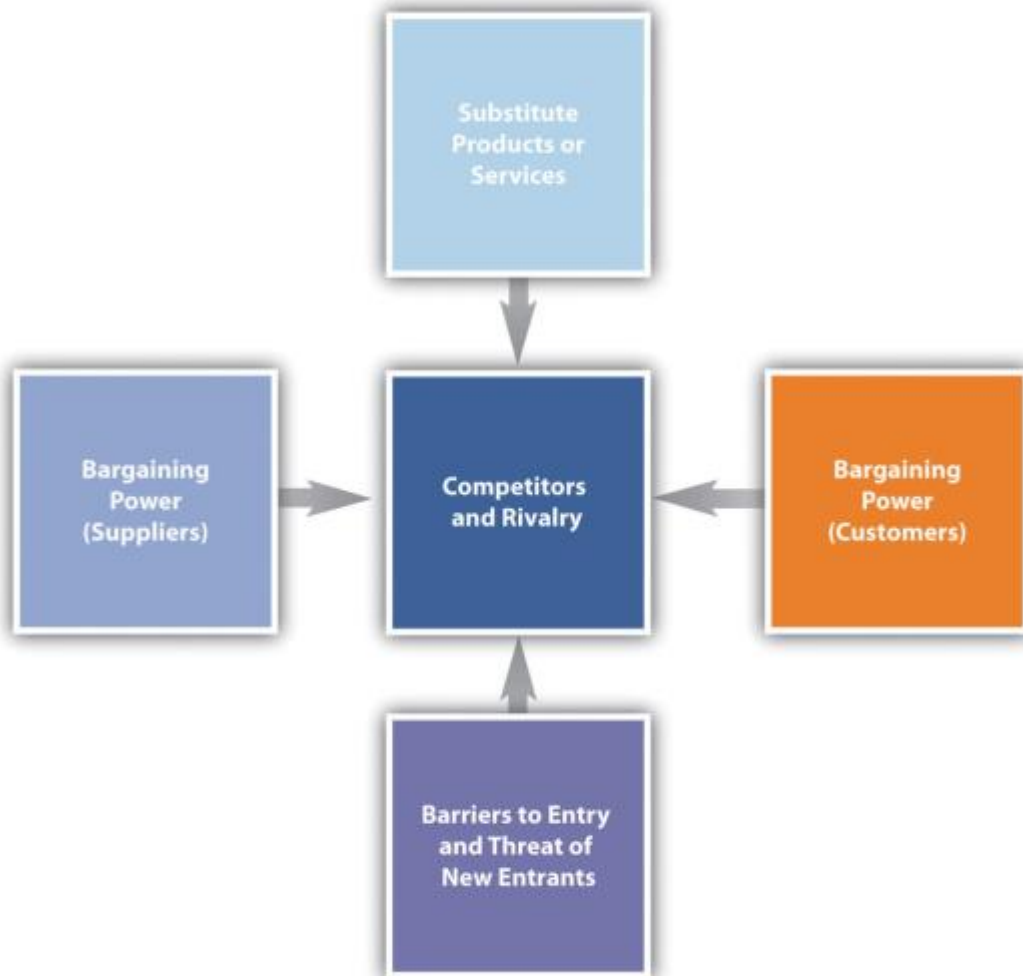 Substitute
Products or
Services
Bargaining
Power
(Suppliers)
Competitors
and Rivalry
Bargaining
Power
(Customers)
Barriers to Entry
and Threat of
New Entrants